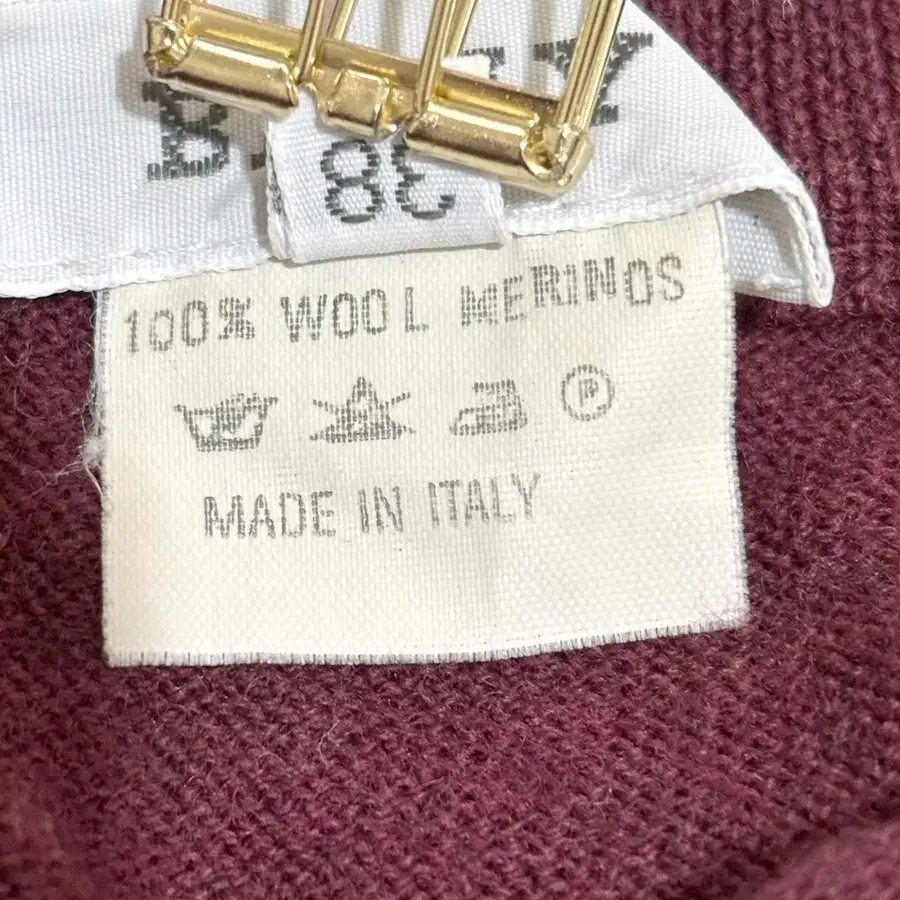 38
100% WOOL MERINOS
P
MADE IN ITALY